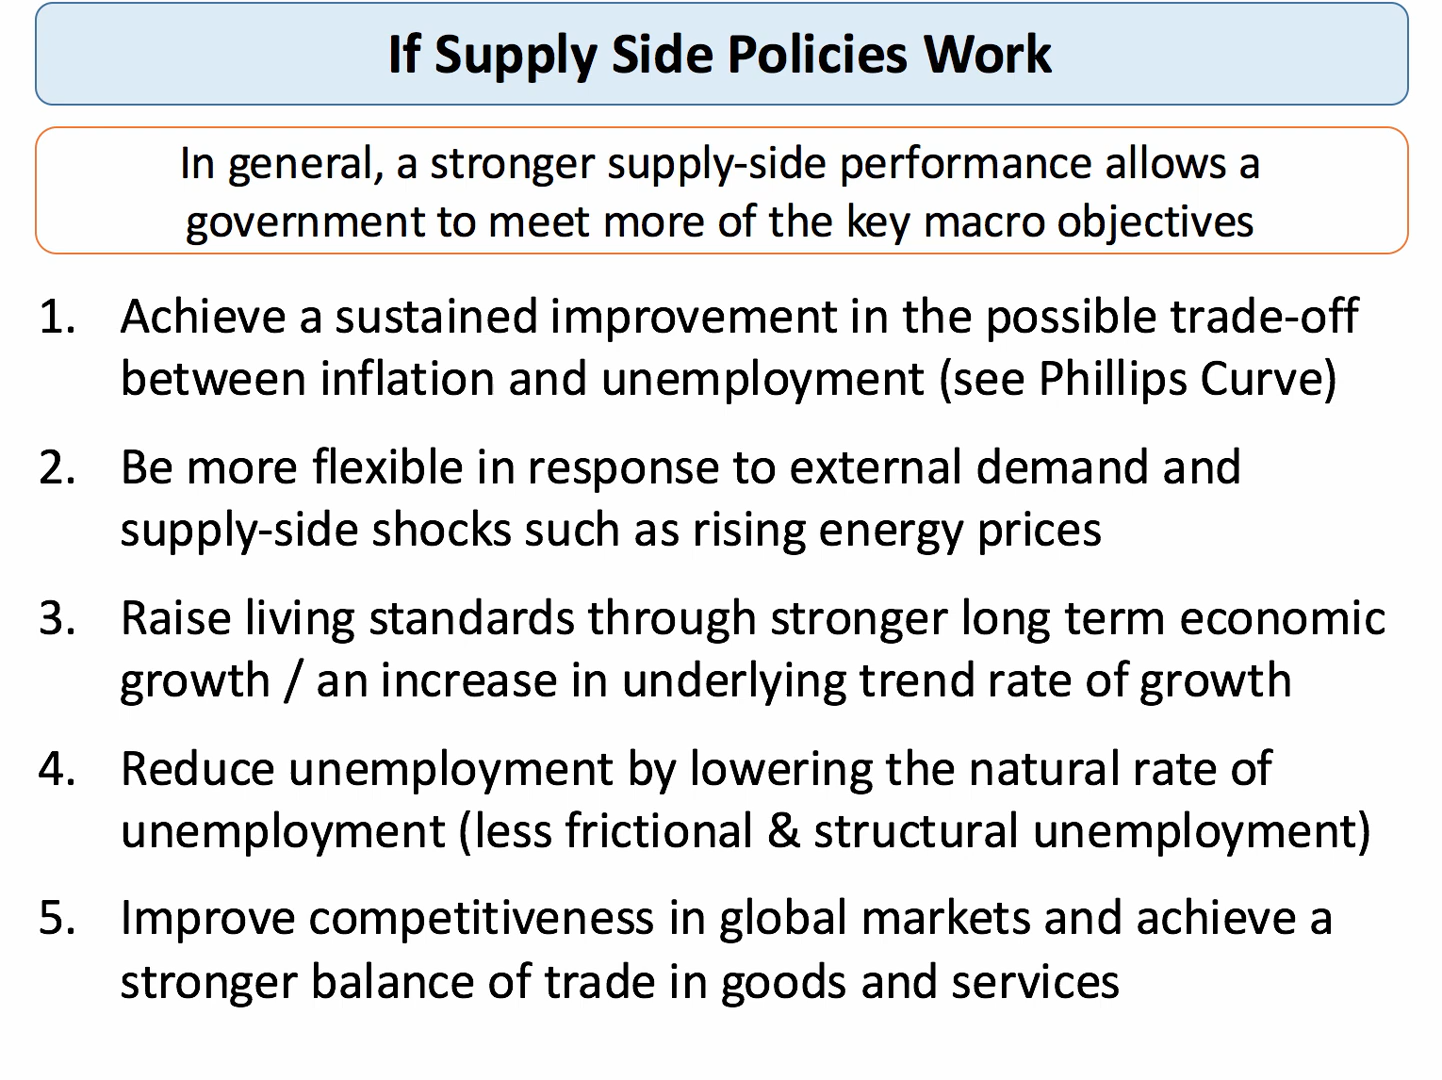 If Supply Side Policies Work
In general, a stronger supply-side performance allows a
government to meet more of the key macro objectives
1. Achieve a sustained improvement in the possible trade-off
between inflation and unemployment (see Phillips Curve)
2. Be more flexible in response to external demand and
supply-side shocks such as rising energy prices
3. Raise living standards through stronger long term economic
growth / an increase in underlying trend rate of growth
4. Reduce unemployment by lowering the natural rate of
unemployment (less frictional & structural unemployment)
5. Improve competitiveness in global markets and achieve a
stronger balance of trade in goods and services